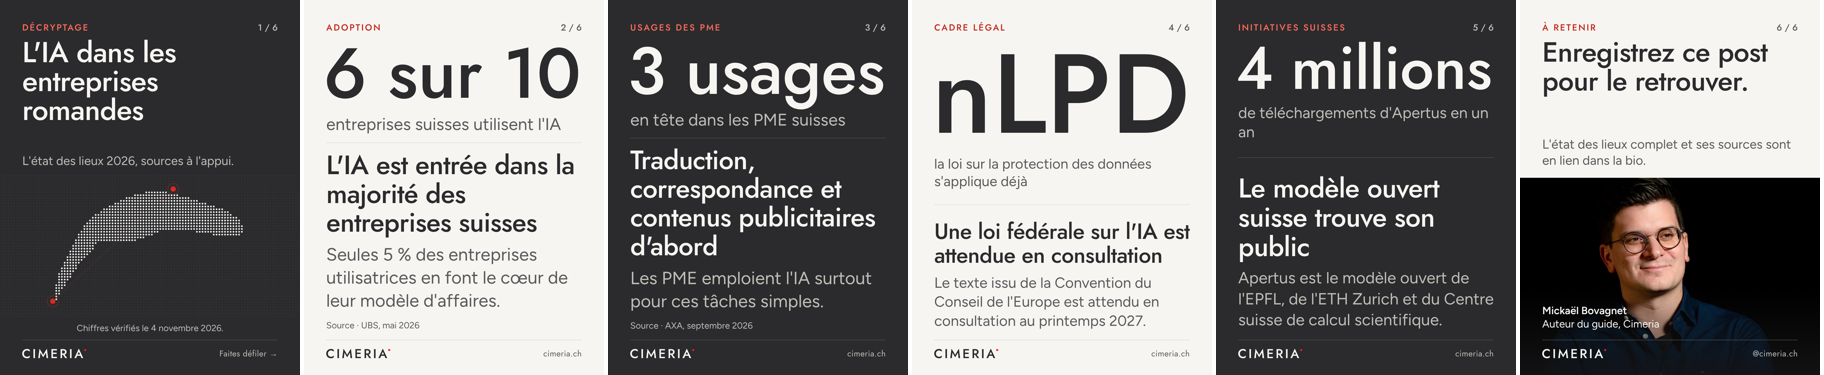 DÉCRYPTAGE
1 / 6
L'IA dans les
entreprises
romandes
L'état des lieux 2026, sources à l'appui.
Chiffres vérifiés le 4 novembre 2026.
CIMERIA
Faites défiler →
ADOPTION
2 / 6
6 sur 10
entreprises suisses utilisent l'IA
L'IA est entrée dans la
majorité des
entreprises suisses
Seules 5 % des entreprises
utilisatrices en font le cœur de
leur modèle d'affaires.
Source · UBS, mai 2026
CIMERIA
cimeria.ch
USAGES DES PME
3 / 6
3 usages
en tête dans les PME suisses
Traduction,
correspondance et
contenus publicitaires
d'abord
Les PME emploient l'IA surtout
pour ces tâches simples.
Source · AXA, septembre 2026
CIMERIA
cimeria.ch
CADRE LÉGAL
4 / 6
nLPD
la loi sur la protection des données
s'applique déjà
Une loi fédérale sur l'IA est
attendue en consultation
Le texte issu de la Convention du
Conseil de l'Europe est attendu en
consultation au printemps 2027.
CIMERIA
cimeria.ch
INITIATIVES SUISSES
5 / 6
4 millions
de téléchargements d'Apertus en un
an
Le modèle ouvert
suisse trouve son
public
Apertus est le modèle ouvert de
l'EPFL, de l'ETH Zurich et du Centre
suisse de calcul scientifique.
CIMERIA
cimeria.ch
À RETENIR
6 / 6
Enregistrez ce post
pour le retrouver.
L'état des lieux complet et ses sources sont
en lien dans la bio.
Mickaël Bovagnet
Auteur du guide, Cimeria
CIMERIA
@cimeria.ch